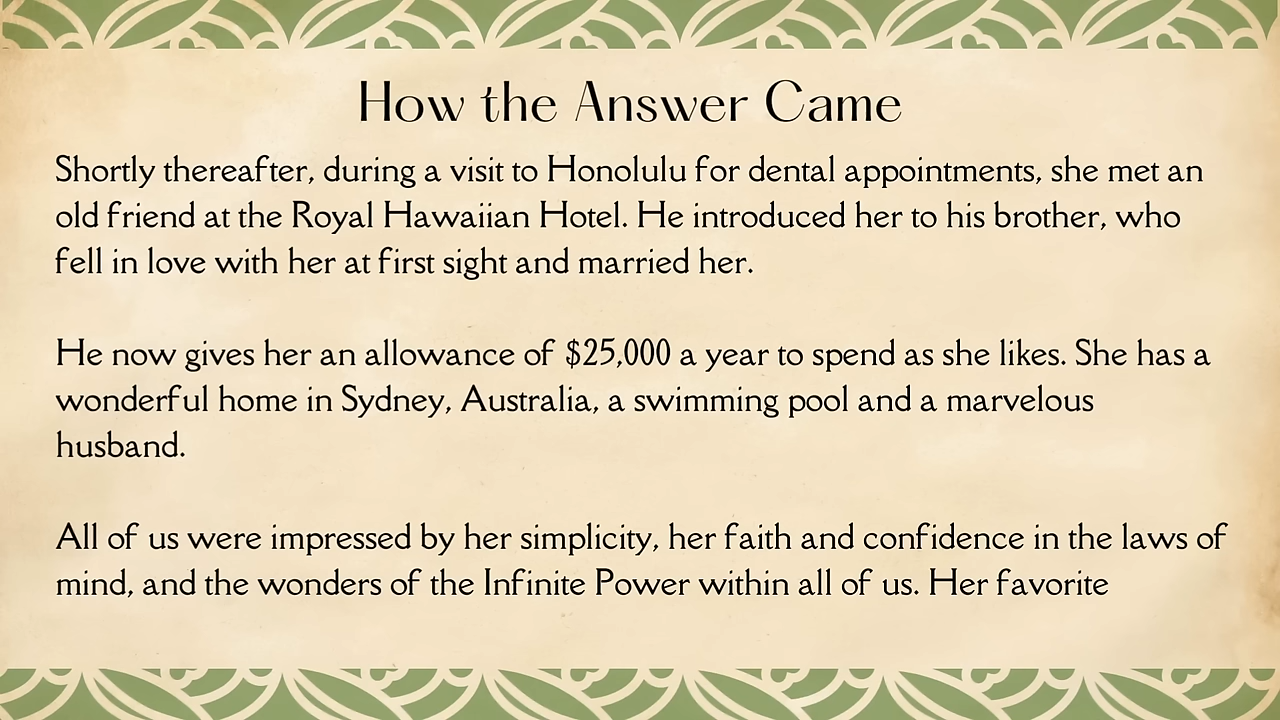 How the Answer Came
Shortly thereafter, during a visit to Honolulu for dental appointments, she met an
old friend at the Royal Hawaiian Hotel. He introduced her to his brother, who
fell in love with her at first sight and married her.
He now gives her an allowance of $25,000 a year to spend as she likes. She has a
wonderful home in Sydney, Australia, a swimming pool and a marvelous
husband.
All of us were impressed by her simplicity, her faith and confidence in the laws of
mind, and the wonders of the Infinite Power within all of us. Her favorite